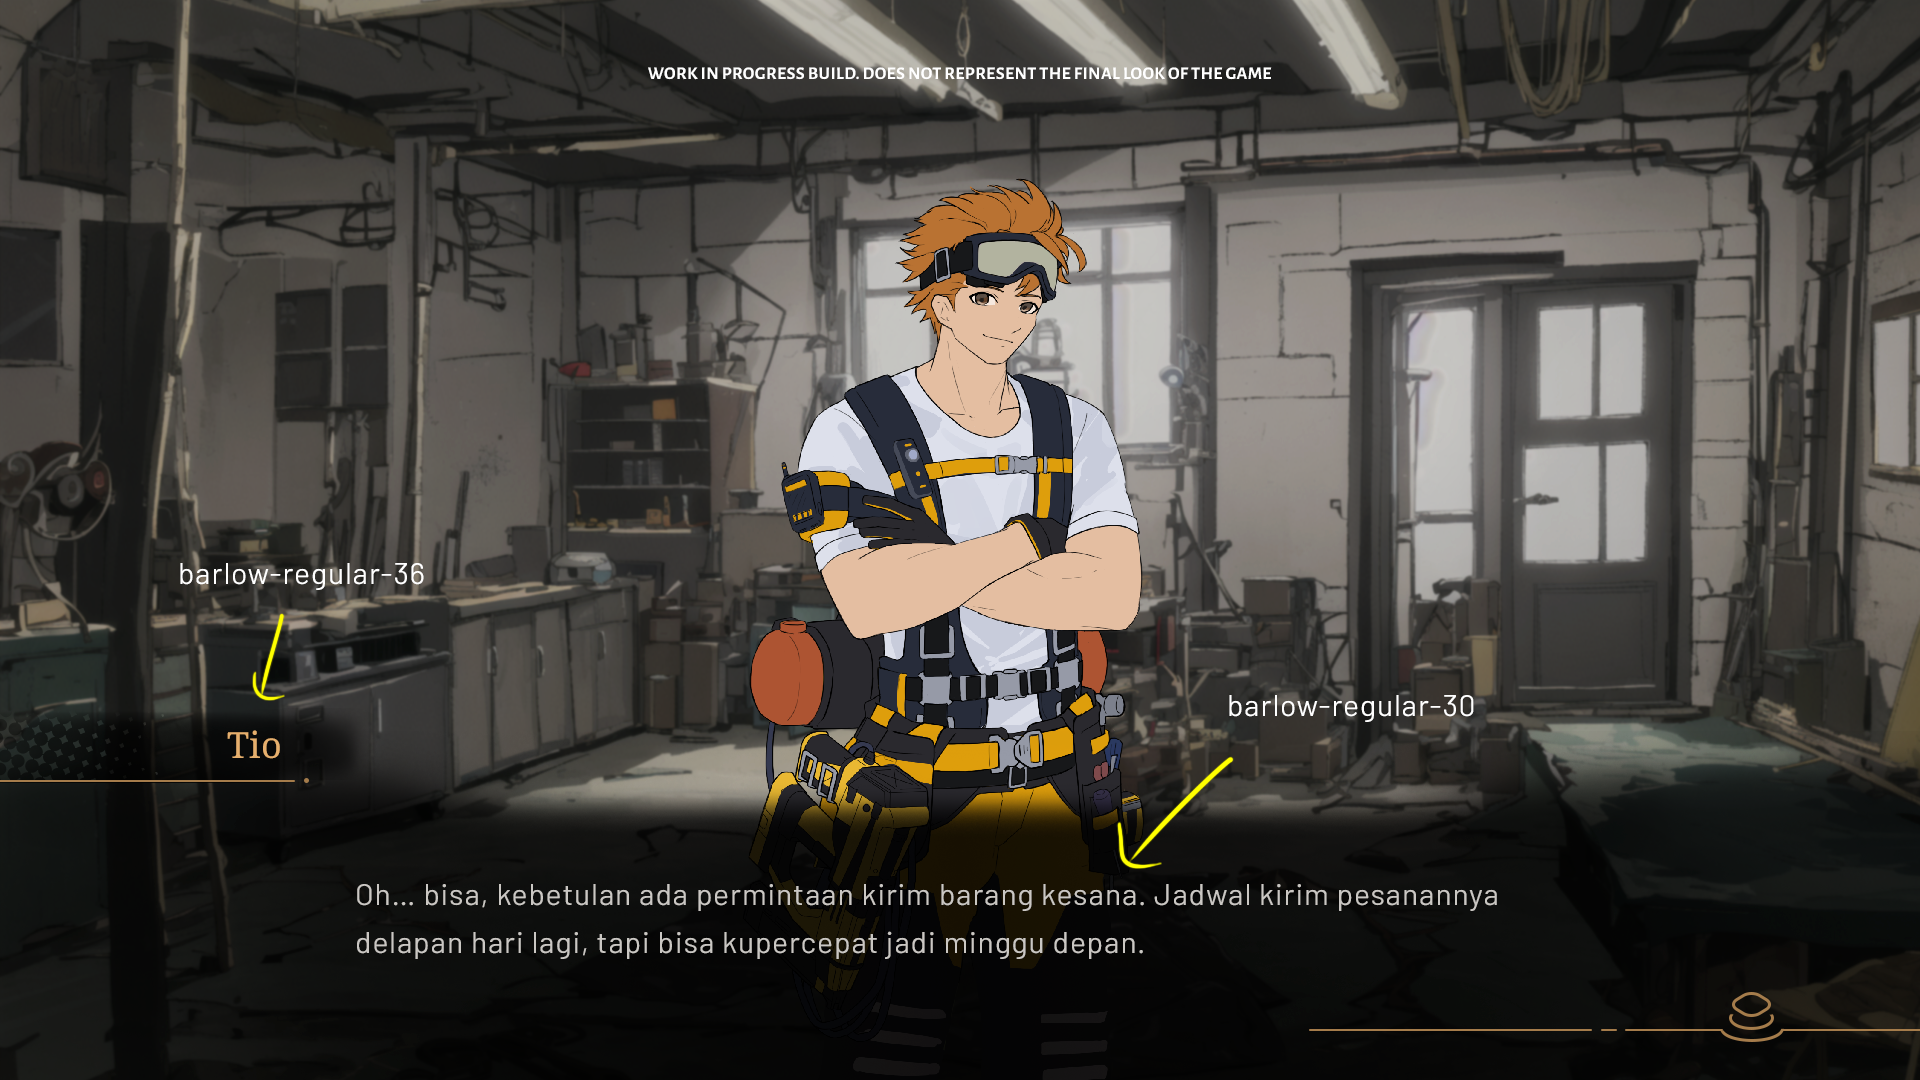 WORK IN PROGRESS BUILD. DOES NOT REPRESENT THE FINAL LOOK OF THE GAME
barlow-regular-36
Tio
barlow-regular-30
Oh... bisa, kebetulan ada permintaan kirim barang kesana. Jadwal kirim pesanannya
delapan hari lagi, tapi bisa kupercepat jadi minggu depan.